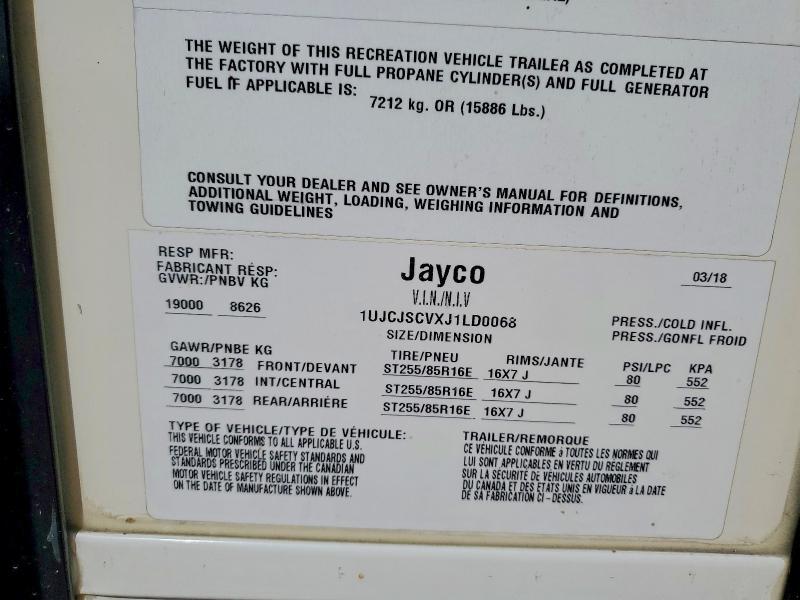 THE WEIGHT OF THIS RECREATION VEHICLE TRAILER AS COMPLETED AT
THE FACTORY WITH FULL PROPANE CYLINDER(S) AND FULL GENERATOR
FUEL IF APPLICABLE IS:
7212 kg. OR (15886 Lbs.)
CONSULT YOUR DEALER AND SEE OWNER'S MANUAL FOR DEFINITIONS,
ADDITIONAL WEIGHT, LOADING, WEIGHING INFORMATION AND
TOWING GUIDELINES
RESP MFR:
FABRICANT RÉSP:
GVWR:/PNBV KG
19000 8626
Jayco
03/18
V.I.N./N.I.V
1UJCJSCVXJ1LD0068
SIZE/DIMENSION
PRESS./COLD INFL.
PRESS./GONFL FROID
GAWR/PNBE KG
TIRE/PNEU RIMS/JANTE PSI/LPC KPA
7000 3178 FRONT/DEVANT ST255/85R16E 16X7 J 80 552
7000 3178 INT/CENTRAL ST255/85R16E 16X7 J 80 552
7000 3178 REAR/ARRIÈRE ST255/85R16E 16X7 J 80 552
TYPE OF VEHICLE/TYPE DE VÉHICULE:
THIS VEHICLE CONFORMS TO ALL APPLICABLE U.S.
FEDERAL MOTOR VEHICLE SAFETY STANDARDS AND
STANDARDS PRESCRIBED UNDER THE CANADIAN
MOTOR VEHICLE SAFETY REGULATIONS IN EFFECT
ON THE DATE OF MANUFACTURE SHOWN ABOVE.
TRAILER/REMORQUE
CE VÉHICULE CONFORME à TOUTES LES NORMES QUI
LUI SONT APPLICABLES EN VERTU DU REGLEMENT
SUR LA SÉCURITÉ DE VÉHICULES AUTOMOBILES
DU CANADA ET DES ETATS UNIS EN VIGUEUR à LA DATE
DE SA FABRICATION CI-DESSUS.